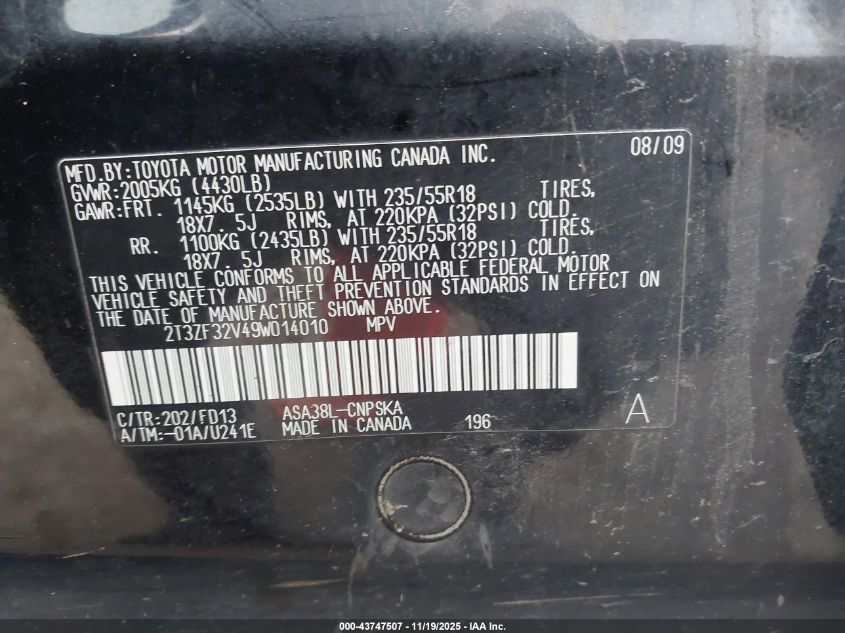 MFD.BY:TOYOTA MOTOR MANUFACTURING CANADA INC. 08/09
GVWR:2005KG (4430LB)
GAWR:FRT. 1145KG (2535LB) WITH 235/55R18 TIRES,
18X7. 5J RIMS, AT 220KPA (32PSI) COLD.
RR. 1100KG (2435LB) WITH 235/55R18 TIRES,
18X7. 5J RIMS, AT 220KPA (32PSI) COLD.
THIS VEHICLE CONFORMS TO ALL APPLICABLE FEDERAL MOTOR
VEHICLE SAFETY AND THEFT PREVENTION STANDARDS IN EFFECT ON
THE DATE OF MANUFACTURE SHOWN ABOVE.
2T3ZF32V49W014010 MPV
C/TR:202/FD13 ASA38L-CNPSKA
A/TM:-01A/U241E MADE IN CANADA 196 A
000-43747507 - 11/19/2025 - IAA Inc.